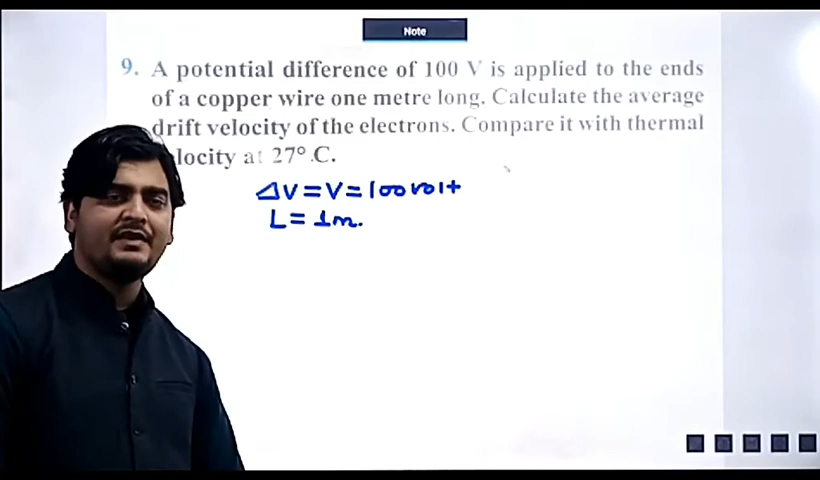 Note
9. A potential difference of 100 V is applied to the ends
of a copper wire one metre long. Calculate the average
drift velocity of the electrons. Compare it with thermal
locity at 27° C.
ΔV = V = 100 volt
L = 1m.